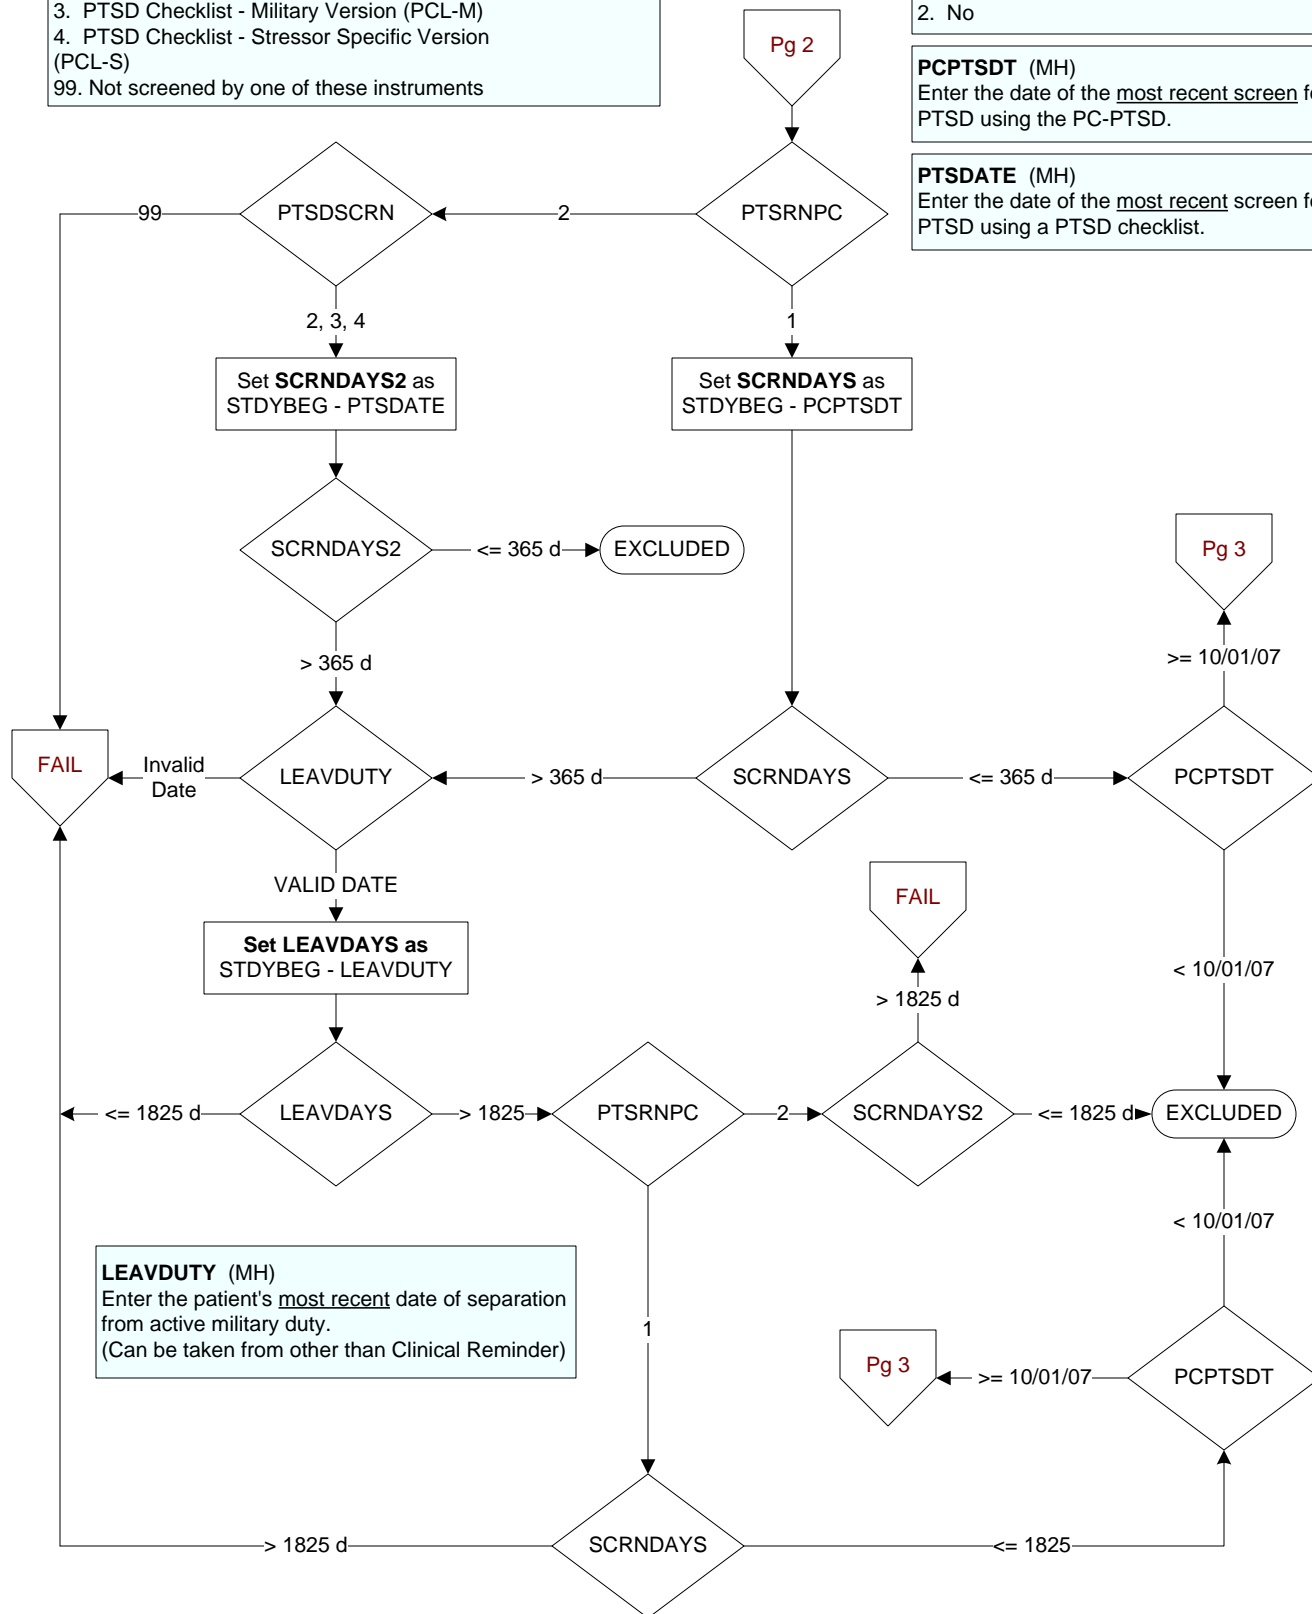 3. PTSD Checklist - Military Version (PCL-M)
4. PTSD Checklist - Stressor Specific Version
(PCL-S)
99. Not screened by one of these instruments
Pg 2
2. No
PCPTSDT (MH)
Enter the date of the most recent screen
PTSD using the PC-PTSD.
PTSDATE (MH)
Enter the date of the most recent screen
PTSD using a PTSD checklist.
99
PTSDSCRN
2
PTSRNPC
2, 3, 4
1
Set SCRNDAYS2 as
STDYBEG - PTSDATE
Set SCRNDAYS as
STDYBEG - PCPTSDT
SCRNDAYS2
<= 365 d
EXCLUDED
Pg 3
> 365 d
>= 10/01/07
FAIL
Invalid
Date
LEAVDUTY
> 365 d
SCRNDAYS
<= 365 d
PCPTSDT
VALID DATE
FAIL
Set LEAVDAYS as
STDYBEG - LEAVDUTY
< 10/01/07
> 1825 d
<= 1825 d
LEAVDAYS
> 1825
PTSRNPC
2
SCRNDAYS2
<= 1825 d
EXCLUDED
< 10/01/07
LEAVDUTY (MH)
Enter the patient's most recent date of separation
from active military duty.
(Can be taken from other than Clinical Reminder)
1
Pg 3
>= 10/01/07
PCPTSDT
> 1825 d
SCRNDAYS
<= 1825